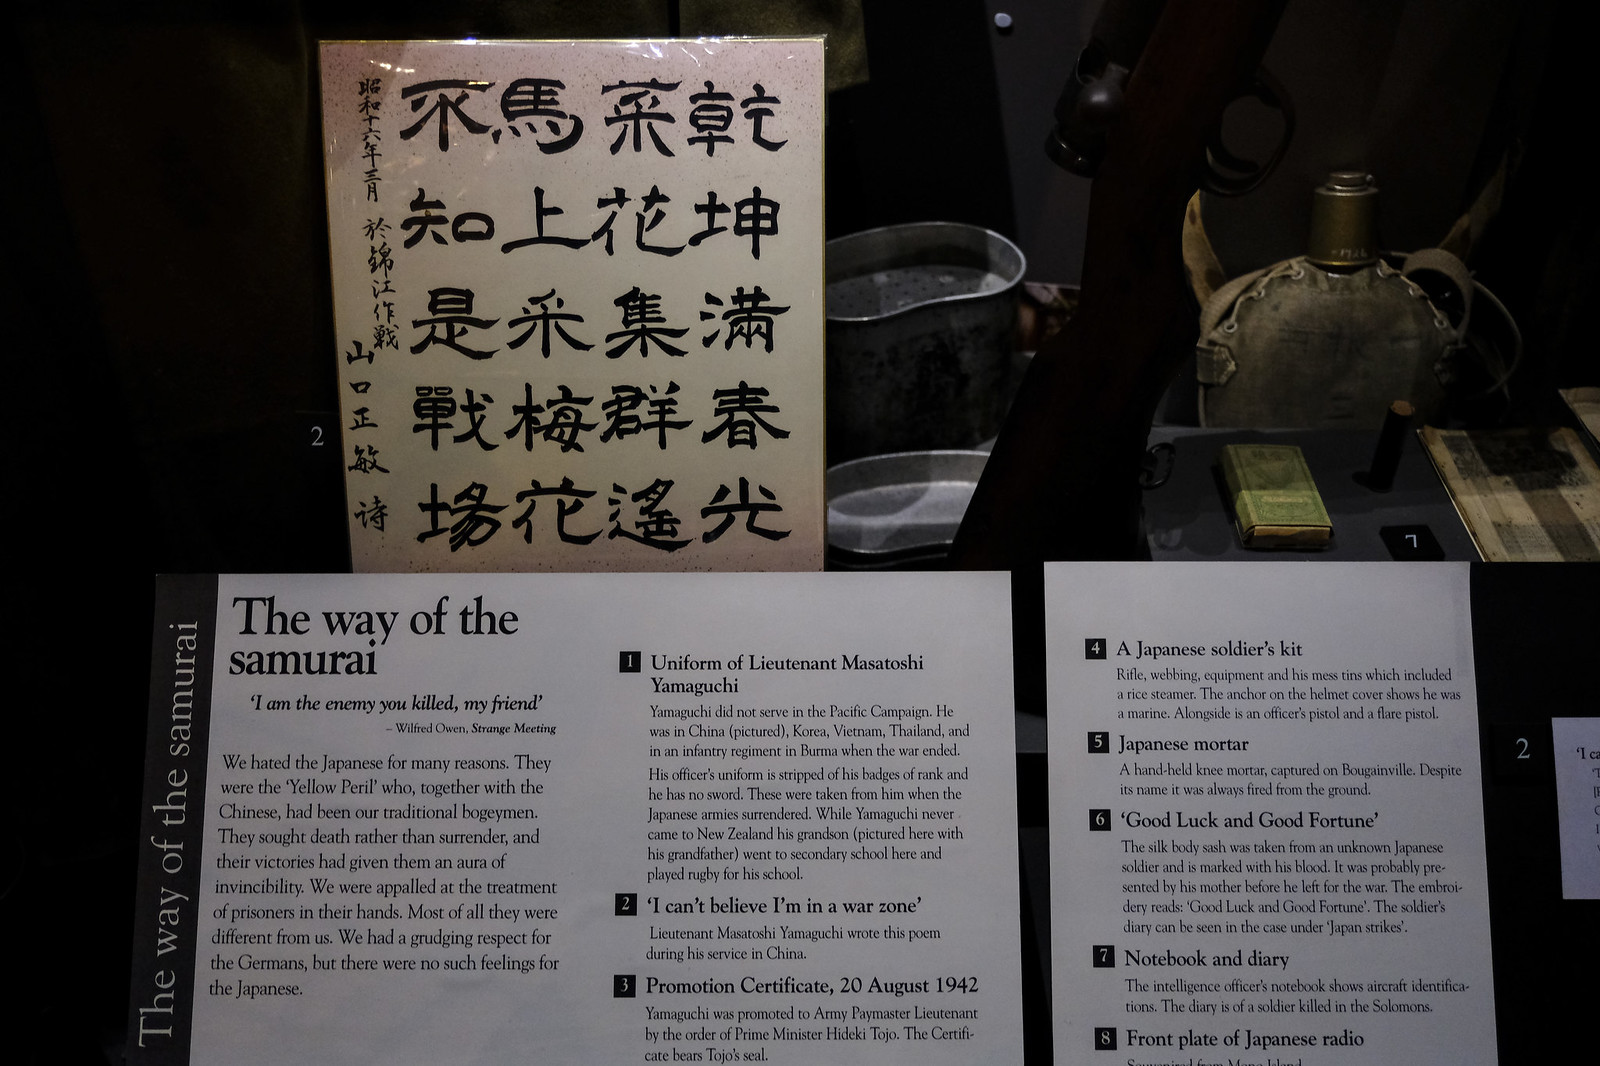 乾坤満春光
菜花集群遙
馬上采梅花
不知是戰場
昭和十六年三月 於錦江作戦
山口正敏 诗
2
7
The way of the samurai
The way of the
samurai
‘I am the enemy you killed, my friend’
– Wilfred Owen, Strange Meeting
We hated the Japanese for many reasons. They
were the ‘Yellow Peril’ who, together with the
Chinese, had been our traditional bogeymen.
They sought death rather than surrender, and
their victories had given them an aura of
invincibility. We were appalled at the treatment
of prisoners in their hands. Most of all they were
different from us. We had a grudging respect for
the Germans, but there were no such feelings for
the Japanese.
1 Uniform of Lieutenant Masatoshi
Yamaguchi
Yamaguchi did not serve in the Pacific Campaign. He
was in China (pictured), Korea, Vietnam, Thailand, and
in an infantry regiment in Burma when the war ended.
His officer’s uniform is stripped of his badges of rank and
he has no sword. These were taken from him when the
Japanese armies surrendered. While Yamaguchi never
came to New Zealand his grandson (pictured here with
his grandfather) went to secondary school here and
played rugby for his school.
2 ‘I can’t believe I’m in a war zone’
Lieutenant Masatoshi Yamaguchi wrote this poem
during his service in China.
3 Promotion Certificate, 20 August 1942
Yamaguchi was promoted to Army Paymaster Lieutenant
by the order of Prime Minister Hideki Tojo. The Certifi-
cate bears Tojo’s seal.
4 A Japanese soldier’s kit
Rifle, webbing, equipment and his mess tins which included
a rice steamer. The anchor on the helmet cover shows he was
a marine. Alongside is an officer’s pistol and a flare pistol.
5 Japanese mortar
A hand-held knee mortar, captured on Bougainville. Despite
its name it was always fired from the ground.
6 ‘Good Luck and Good Fortune’
The silk body sash was taken from an unknown Japanese
soldier and is marked with his blood. It was probably pre-
sented by his mother before he left for the war. The embroi-
dery reads: ‘Good Luck and Good Fortune’. The soldier’s
diary can be seen in the case under ‘Japan strikes’.
7 Notebook and diary
The intelligence officer’s notebook shows aircraft identifica-
tions. The diary is of a soldier killed in the Solomons.
8 Front plate of Japanese radio
Souvenired from Mono Island.
2
‘I ca